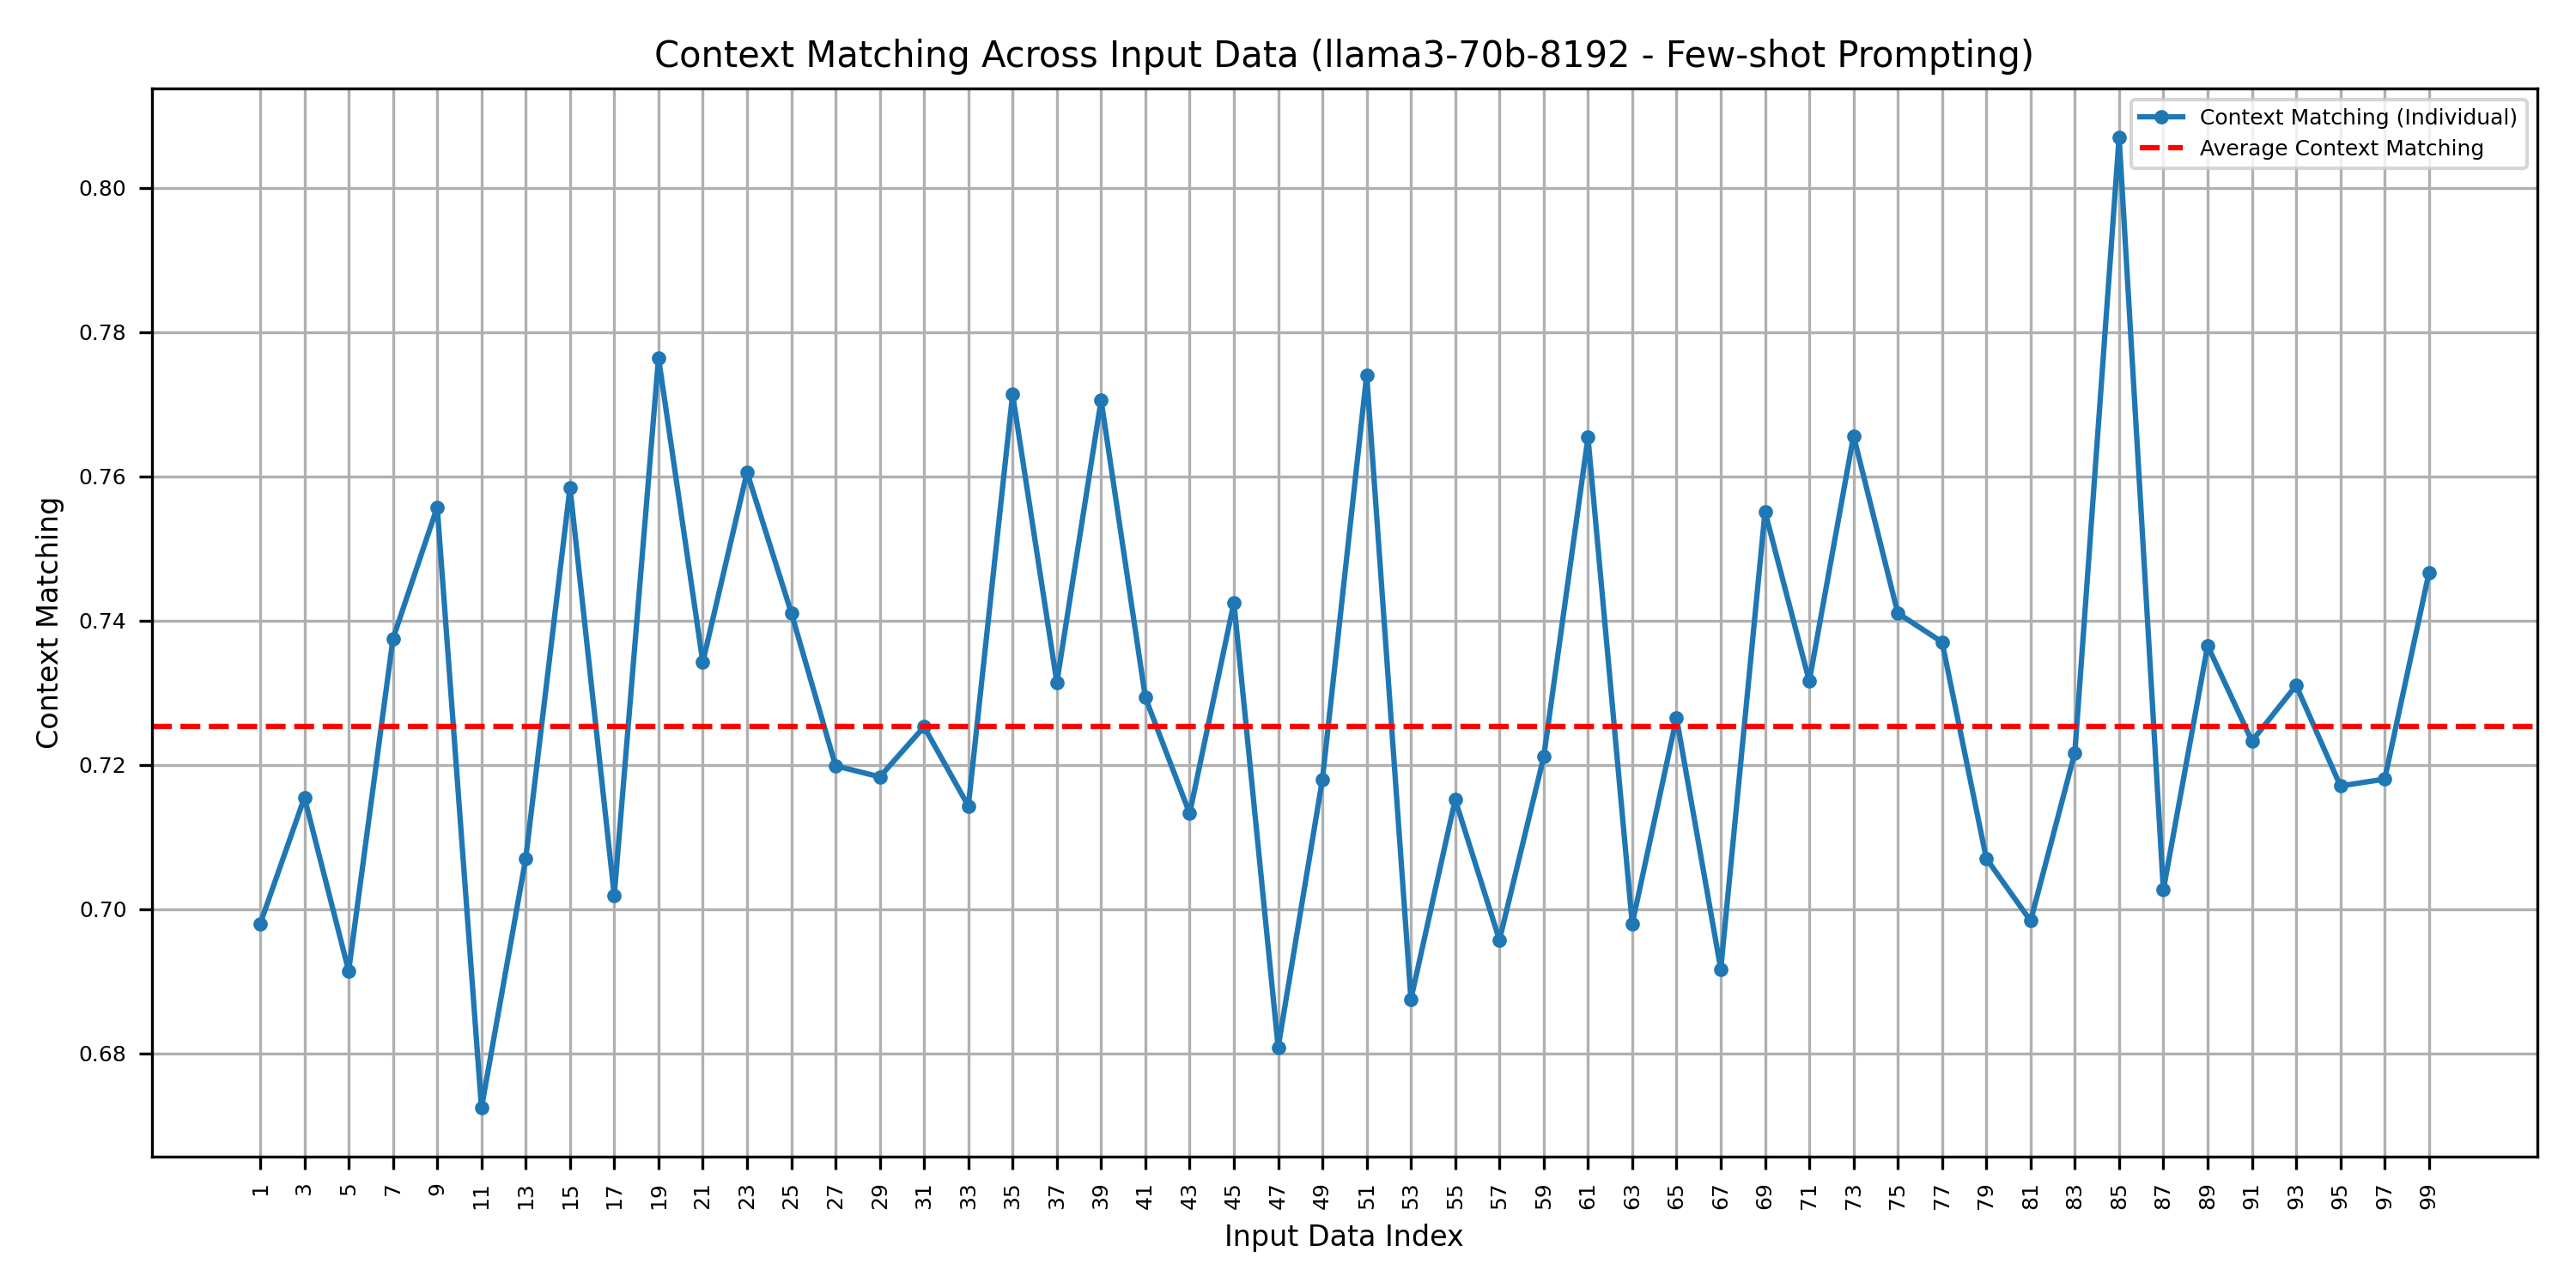 Context Matching Across Input Data (llama3-70b-8192 - Few-shot Prompting)
Context Matching (Individual)
Average Context Matching
0.80
0.78
0.76
0.74
0.72
0.70
0.68
Context Matching
1 3 5 7 9 11 13 15 17 19 21 23 25 27 29 31 33 35 37 39 41 43 45 47 49 51 53 55 57 59 61 63 65 67 69 71 73 75 77 79 81 83 85 87 89 91 93 95 97 99
Input Data Index